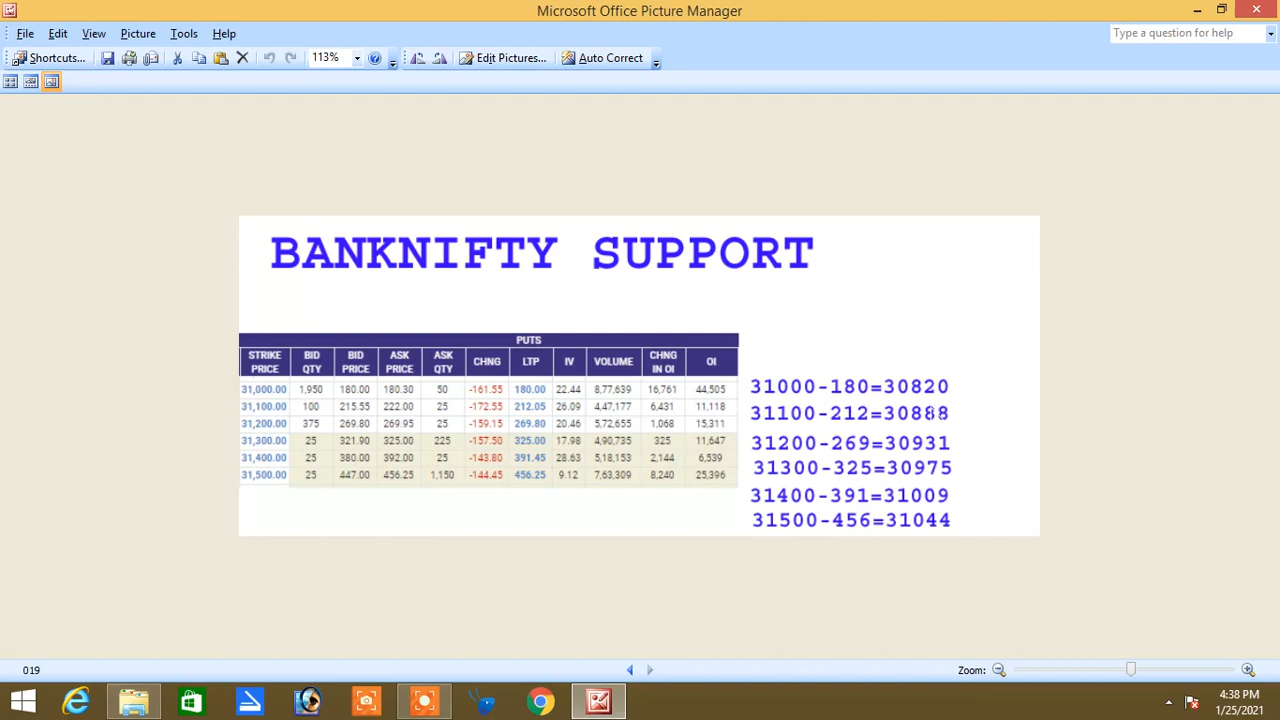 Microsoft Office Picture Manager
File Edit View Picture Tools Help
Type a question for help
Shortcuts... 113% Edit Pictures... Auto Correct
BANKNIFTY SUPPORT
PUTS
STRIKE PRICE BID QTY BID PRICE ASK PRICE ASK QTY CHNG LTP IV VOLUME CHNG IN OI OI
31,000.00 1,950 180.00 180.30 50 -161.55 180.00 22.44 8,77,639 16,761 44,505
31,100.00 100 215.55 222.00 25 -172.55 212.05 26.09 4,47,177 6,431 11,118
31,200.00 375 269.80 269.95 25 -159.15 269.80 20.46 5,72,655 1,068 15,311
31,300.00 25 321.90 325.00 225 -157.50 325.00 17.98 4,90,735 325 11,647
31,400.00 25 380.00 392.00 25 -143.80 391.45 28.63 5,18,153 2,144 6,539
31,500.00 25 447.00 456.25 1,150 -144.45 456.25 9.12 7,63,309 8,240 25,396
31000-180=30820
31100-212=30888
31200-269=30931
31300-325=30975
31400-391=31009
31500-456=31044
019
Zoom:
4:38 PM
1/25/2021